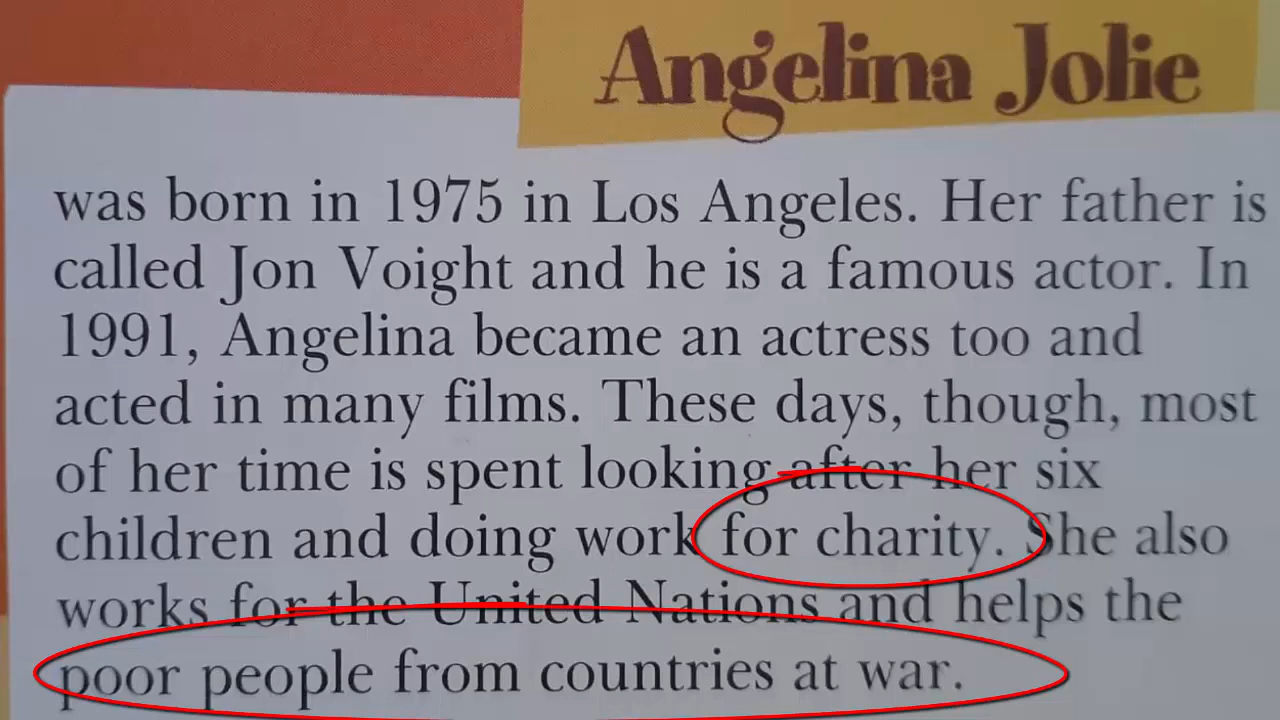 Angelina Jolie
was born in 1975 in Los Angeles. Her father is
called Jon Voight and he is a famous actor. In
1991, Angelina became an actress too and
acted in many films. These days, though, most
of her time is spent looking after her six
children and doing work for charity. She also
works for the United Nations and helps the
poor people from countries at war.